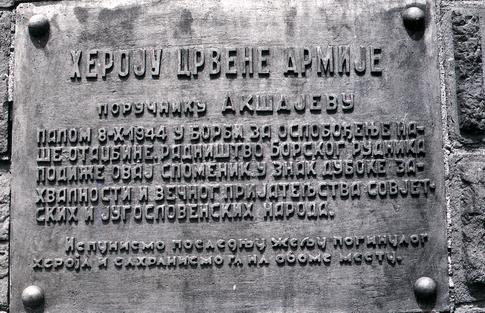 ХЕРОЈУ ЦРВЕНЕ АРМИЈЕ
ПОРУЧНИКУ АКШАЈЕВУ
ПАЛОМ 8-X-1944 У БОРБИ ЗА ОСЛОБОЂЕЊЕ НА-
ШЕ ОТАЏБИНЕ, РАДНИШТВО БОРСКОГ РУДНИКА
ПОДИЖЕ ОВАЈ СПОМЕНИК, У ЗНАК ДУБОКЕ ЗА-
ХВАЛНОСТИ И ВЕЧНОГ ПРИЈАТЕЉСТВА СОВЈЕТ-
СКИХ И ЈУГОСЛОВЕНСКИХ НАРОДА.
ИСПУНИСМО ПОСЛЕДЊУ ЖЕЉУ ПОГИНУЛОГ
ХЕРОЈА И САХРАНИСМО ГА НА ОВОМЕ МЕСТУ.